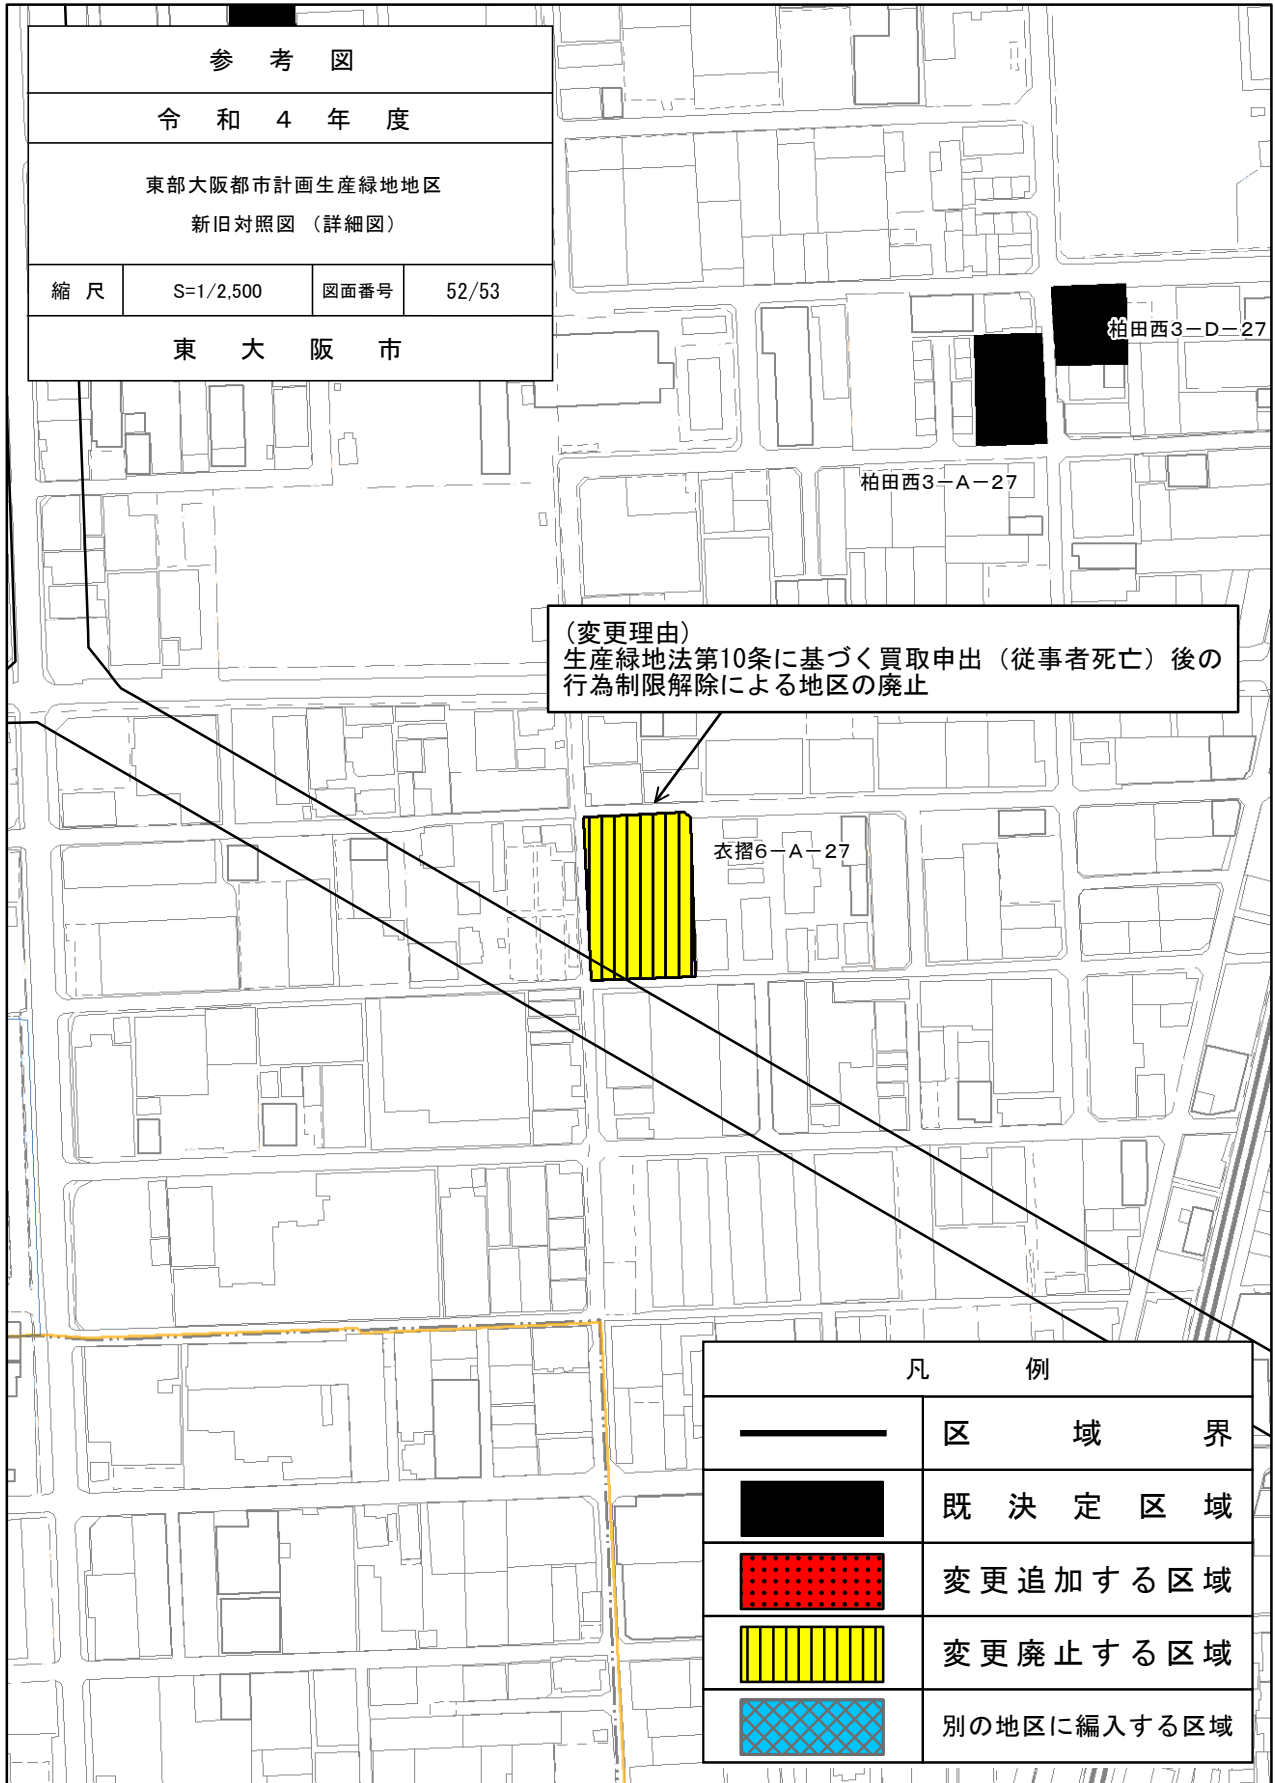 参考図
令和4年度
東部大阪都市計画生産緑地地区
新旧対照図（詳細図）
縮尺 S=1/2,500 図面番号 52/53
東大阪市
柏田西3-D-27
柏田西3-A-27
(変更理由)
生産緑地法第10条に基づく買取申出（従事者死亡）後の
行為制限解除による地区の廃止
衣摺6-A-27
凡例
区域界
既決定区域
変更追加する区域
変更廃止する区域
別の地区に編入する区域